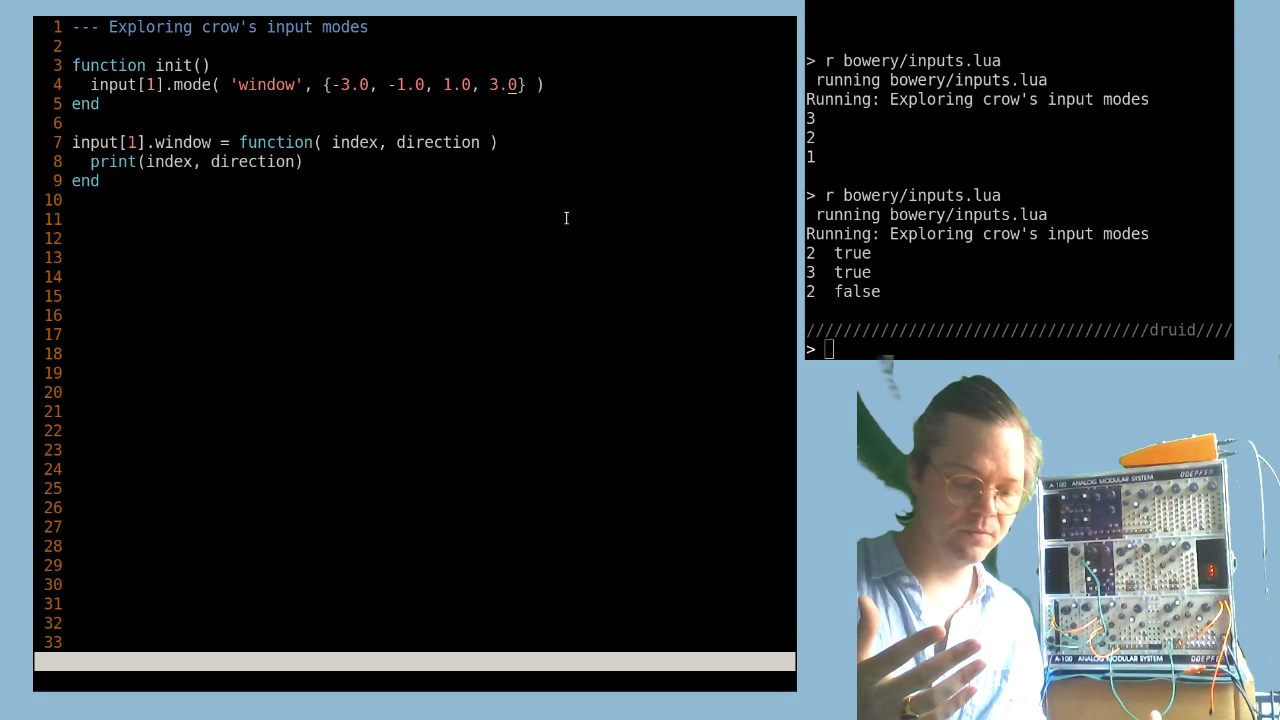 1 --- Exploring crow's input modes
2
3 function init()
4   input[1].mode( 'window', {-3.0, -1.0, 1.0, 3.0} )
5 end
6
7 input[1].window = function( index, direction )
8   print(index, direction)
9 end
10
11
12
13
14
15
16
17
18
19
20
21
22
23
24
25
26
27
28
29
30
31
32
33
> r bowery/inputs.lua
 running bowery/inputs.lua
Running: Exploring crow's input modes
3
2
1
> r bowery/inputs.lua
 running bowery/inputs.lua
Running: Exploring crow's input modes
2  true
3  true
2  false
/////////////////////////////////////druid////
>
A-100 ANALOG MODULAR SYSTEM DOEPFER
A-100 ANALOG MODULAR SYSTEM